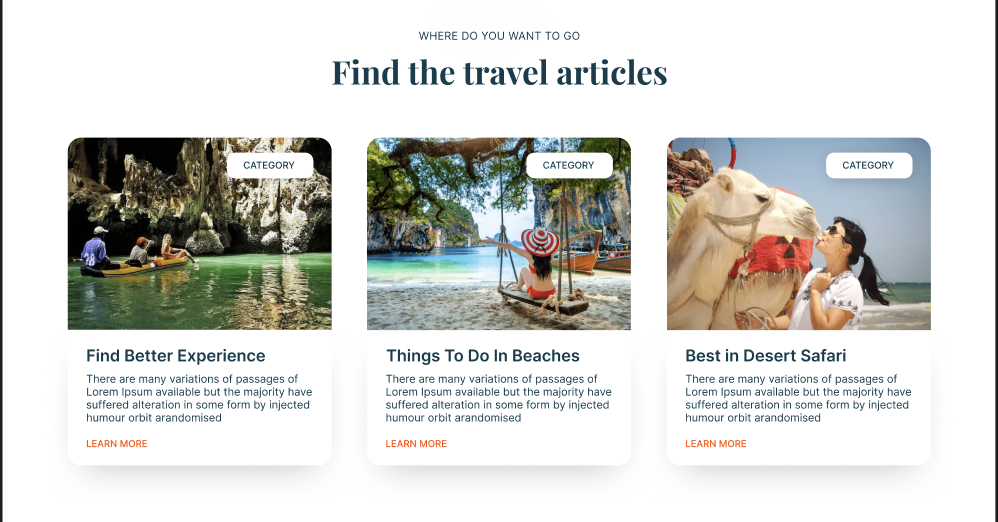 WHERE DO YOU WANT TO GO
Find the travel articles
CATEGORY
Find Better Experience
There are many variations of passages of
Lorem Ipsum available but the majority have
suffered alteration in some form by injected
humour orbit arandomised
LEARN MORE
CATEGORY
Things To Do In Beaches
There are many variations of passages of
Lorem Ipsum available but the majority have
suffered alteration in some form by injected
humour orbit arandomised
LEARN MORE
CATEGORY
Best in Desert Safari
There are many variations of passages of
Lorem Ipsum available but the majority have
suffered alteration in some form by injected
humour orbit arandomised
LEARN MORE